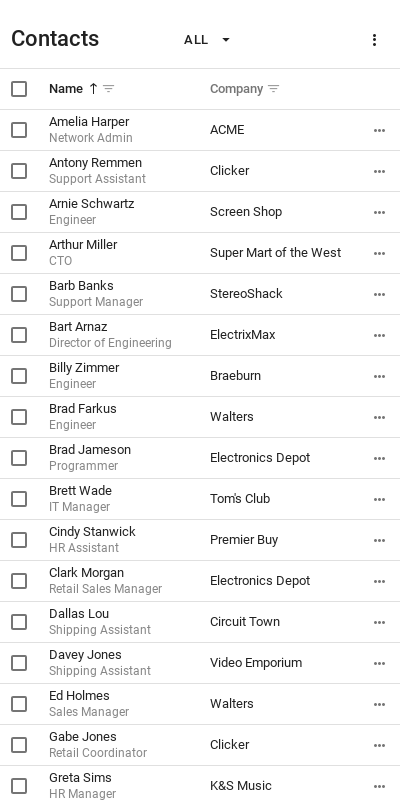 Contacts ALL
Name Company
Amelia Harper
Network Admin
ACME
Antony Remmen
Support Assistant
Clicker
Arnie Schwartz
Engineer
Screen Shop
Arthur Miller
CTO
Super Mart of the West
Barb Banks
Support Manager
StereoShack
Bart Arnaz
Director of Engineering
ElectrixMax
Billy Zimmer
Engineer
Braeburn
Brad Farkus
Engineer
Walters
Brad Jameson
Programmer
Electronics Depot
Brett Wade
IT Manager
Tom's Club
Cindy Stanwick
HR Assistant
Premier Buy
Clark Morgan
Retail Sales Manager
Electronics Depot
Dallas Lou
Shipping Assistant
Circuit Town
Davey Jones
Shipping Assistant
Video Emporium
Ed Holmes
Sales Manager
Walters
Gabe Jones
Retail Coordinator
Clicker
Greta Sims
HR Manager
K&S Music